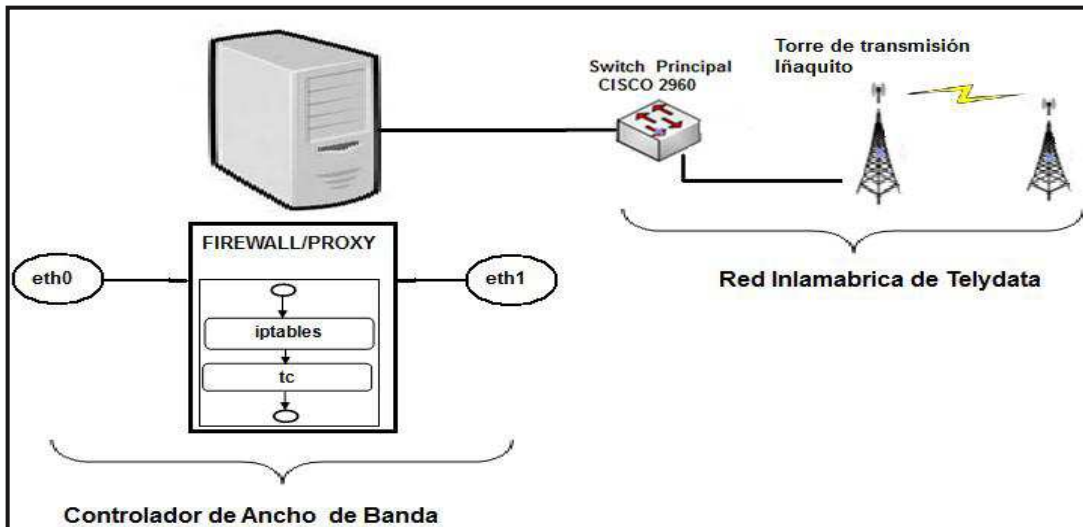 Torre de transmisión
Iñaquito
Switch Principal
CISCO 2960
FIREWALL/PROXY
eth0
eth1
iptables
tc
Red Inlamabrica de Telydata
Controlador de Ancho de Banda